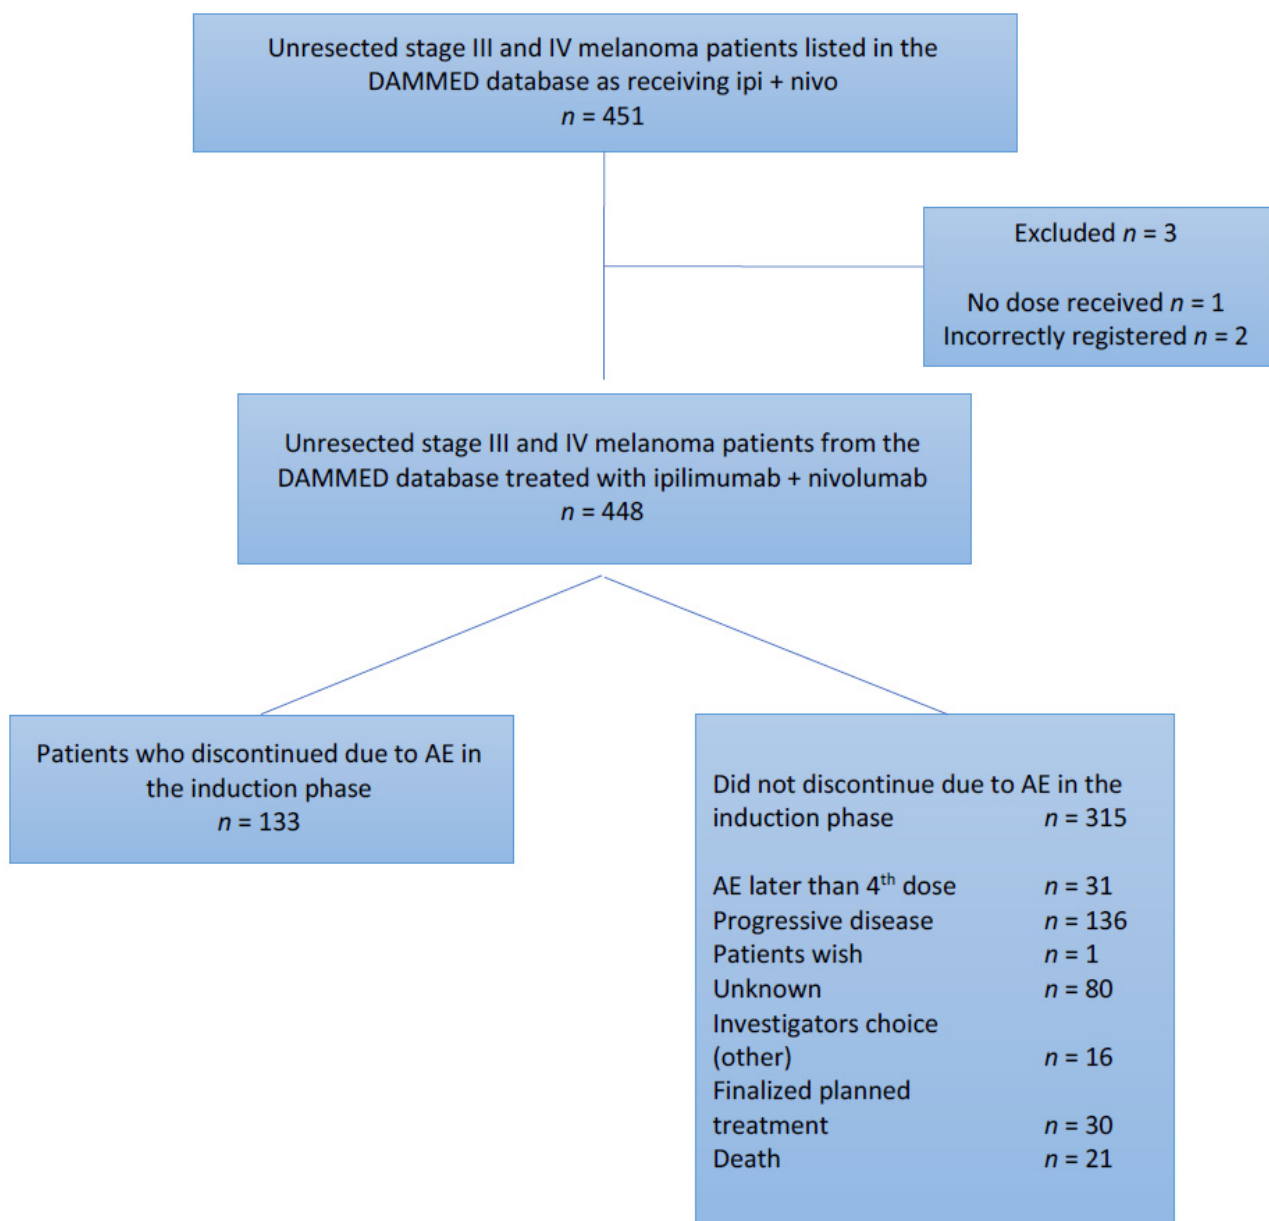 Unresected stage III and IV melanoma patients listed in the
DAMMED database as receiving ipi + nivo
n = 451
Excluded n = 3
No dose received n = 1
Incorrectly registered n = 2
Unresected stage III and IV melanoma patients from the
DAMMED database treated with ipilimumab + nivolumab
n = 448
Patients who discontinued due to AE in
the induction phase
n = 133
Did not discontinue due to AE in the
induction phase n = 315
AE later than 4th dose n = 31
Progressive disease n = 136
Patients wish n = 1
Unknown n = 80
Investigators choice
(other) n = 16
Finalized planned
treatment n = 30
Death n = 21